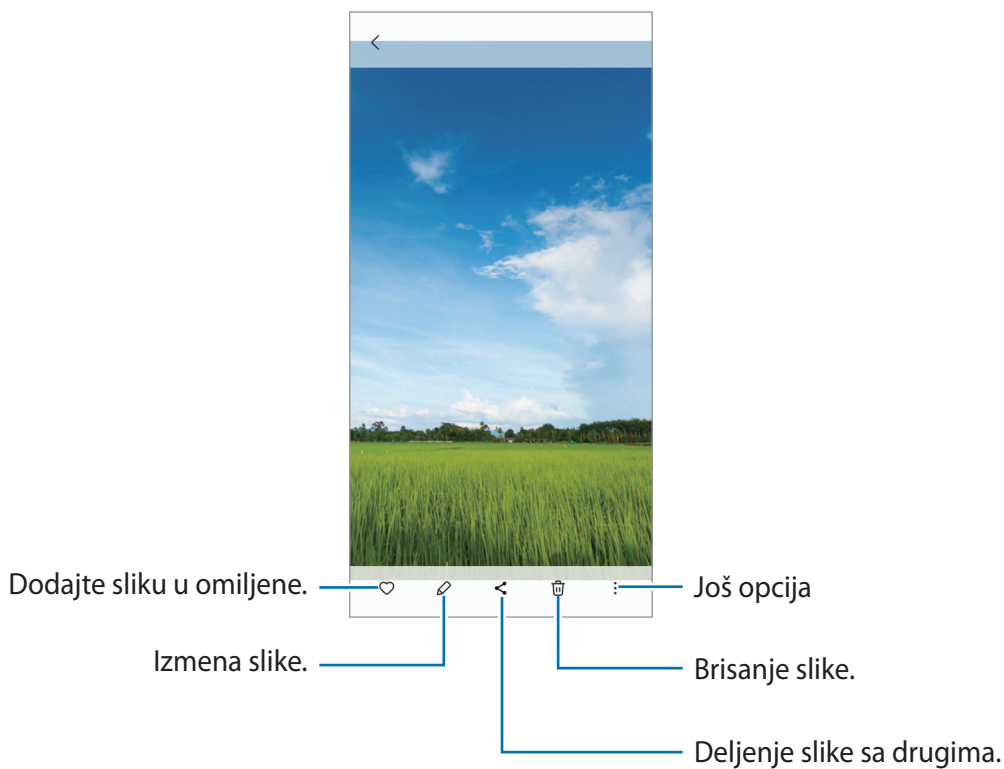 Dodajte sliku u omiljene.
Još opcija
Izmena slike.
Brisanje slike.
Deljenje slike sa drugima.